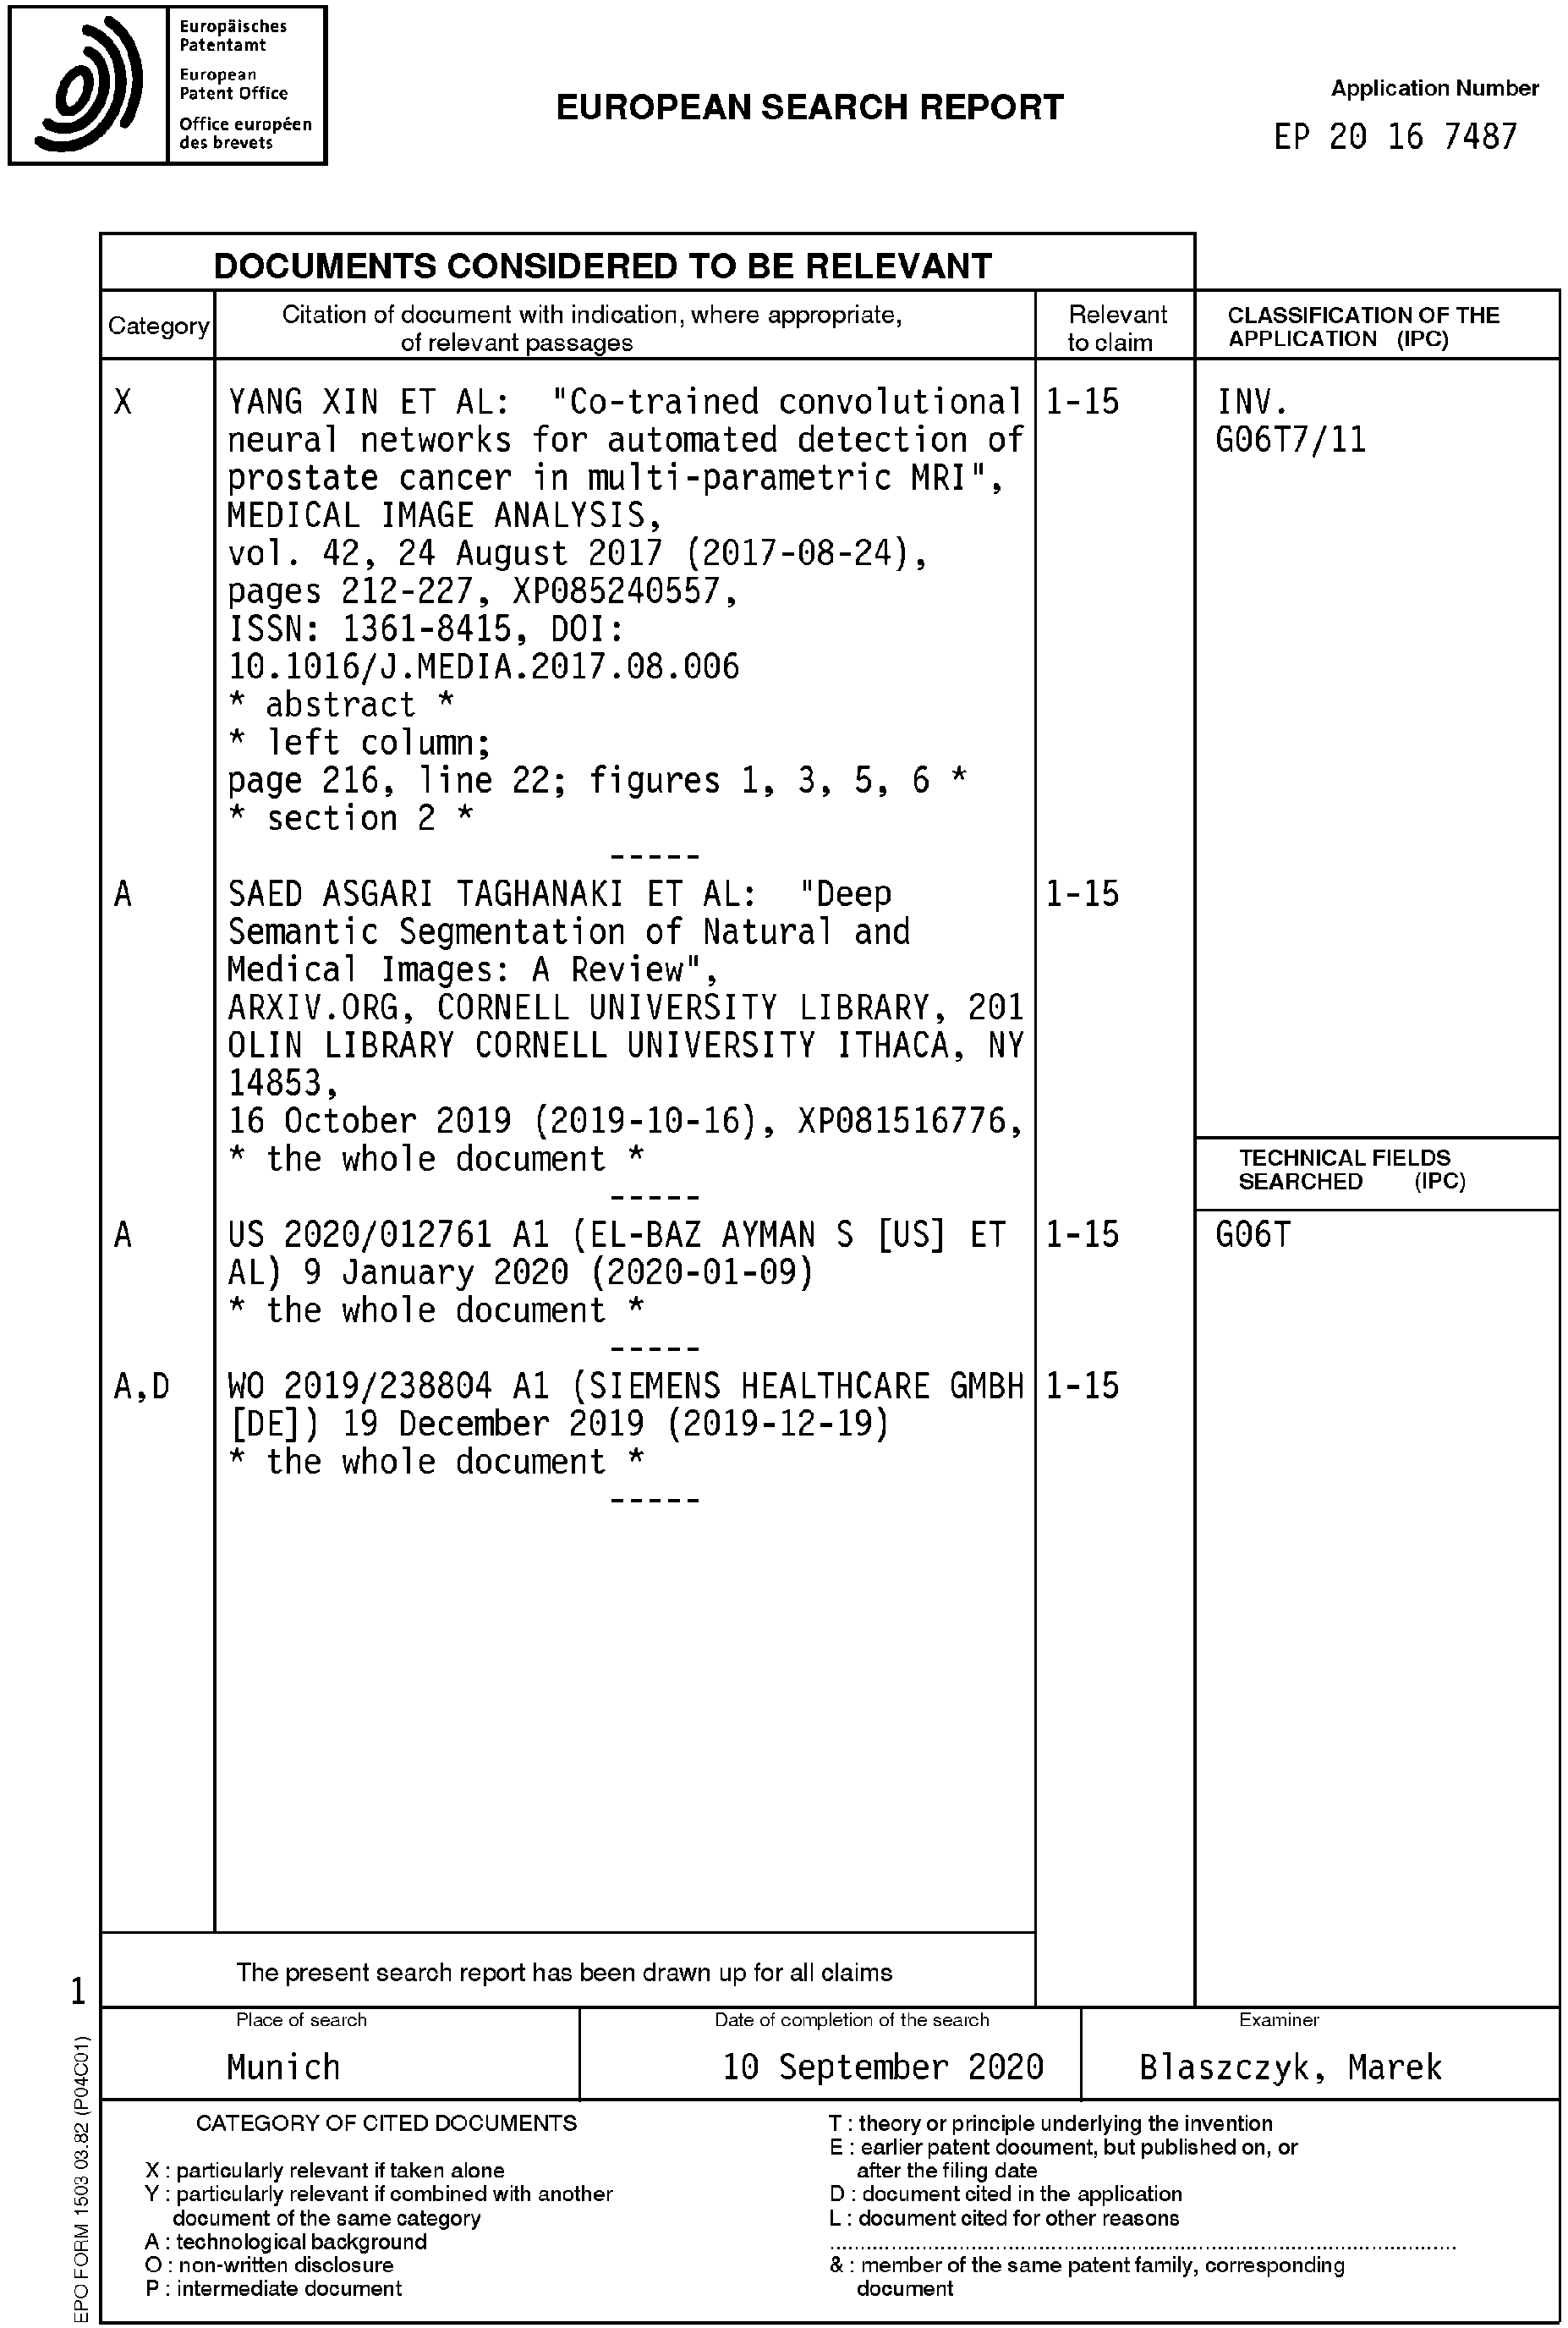 Europäisches
Patentamt
European
Patent Office
Office européen
des brevets
EUROPEAN SEARCH REPORT
Application Number
EP 20 16 7487
DOCUMENTS CONSIDERED TO BE RELEVANT
Category
Citation of document with indication, where appropriate,
of relevant passages
Relevant
to claim
CLASSIFICATION OF THE
APPLICATION (IPC)
X
YANG XIN ET AL: "Co-trained convolutional
neural networks for automated detection of
prostate cancer in multi-parametric MRI",
MEDICAL IMAGE ANALYSIS,
vol. 42, 24 August 2017 (2017-08-24),
pages 212-227, XP085240557,
ISSN: 1361-8415, DOI:
10.1016/J.MEDIA.2017.08.006
* abstract *
* left column;
page 216, line 22; figures 1, 3, 5, 6 *
* section 2 *
-----
1-15
INV.
G06T7/11
A
SAED ASGARI TAGHANAKI ET AL: "Deep
Semantic Segmentation of Natural and
Medical Images: A Review",
ARXIV.ORG, CORNELL UNIVERSITY LIBRARY, 201
OLIN LIBRARY CORNELL UNIVERSITY ITHACA, NY
14853,
16 October 2019 (2019-10-16), XP081516776,
* the whole document *
-----
1-15
TECHNICAL FIELDS
SEARCHED (IPC)
G06T
A
US 2020/012761 A1 (EL-BAZ AYMAN S [US] ET
AL) 9 January 2020 (2020-01-09)
* the whole document *
-----
1-15
A,D
WO 2019/238804 A1 (SIEMENS HEALTHCARE GMBH
[DE]) 19 December 2019 (2019-12-19)
* the whole document *
-----
1-15
The present search report has been drawn up for all claims
1
Place of search
Munich
Date of completion of the search
10 September 2020
Examiner
Blaszczyk, Marek
CATEGORY OF CITED DOCUMENTS
X : particularly relevant if taken alone
Y : particularly relevant if combined with another
document of the same category
A : technological background
O : non-written disclosure
P : intermediate document
T : theory or principle underlying the invention
E : earlier patent document, but published on, or
after the filing date
D : document cited in the application
L : document cited for other reasons
& : member of the same patent family, corresponding
document
EPO FORM 1503 03.82 (P04C01)